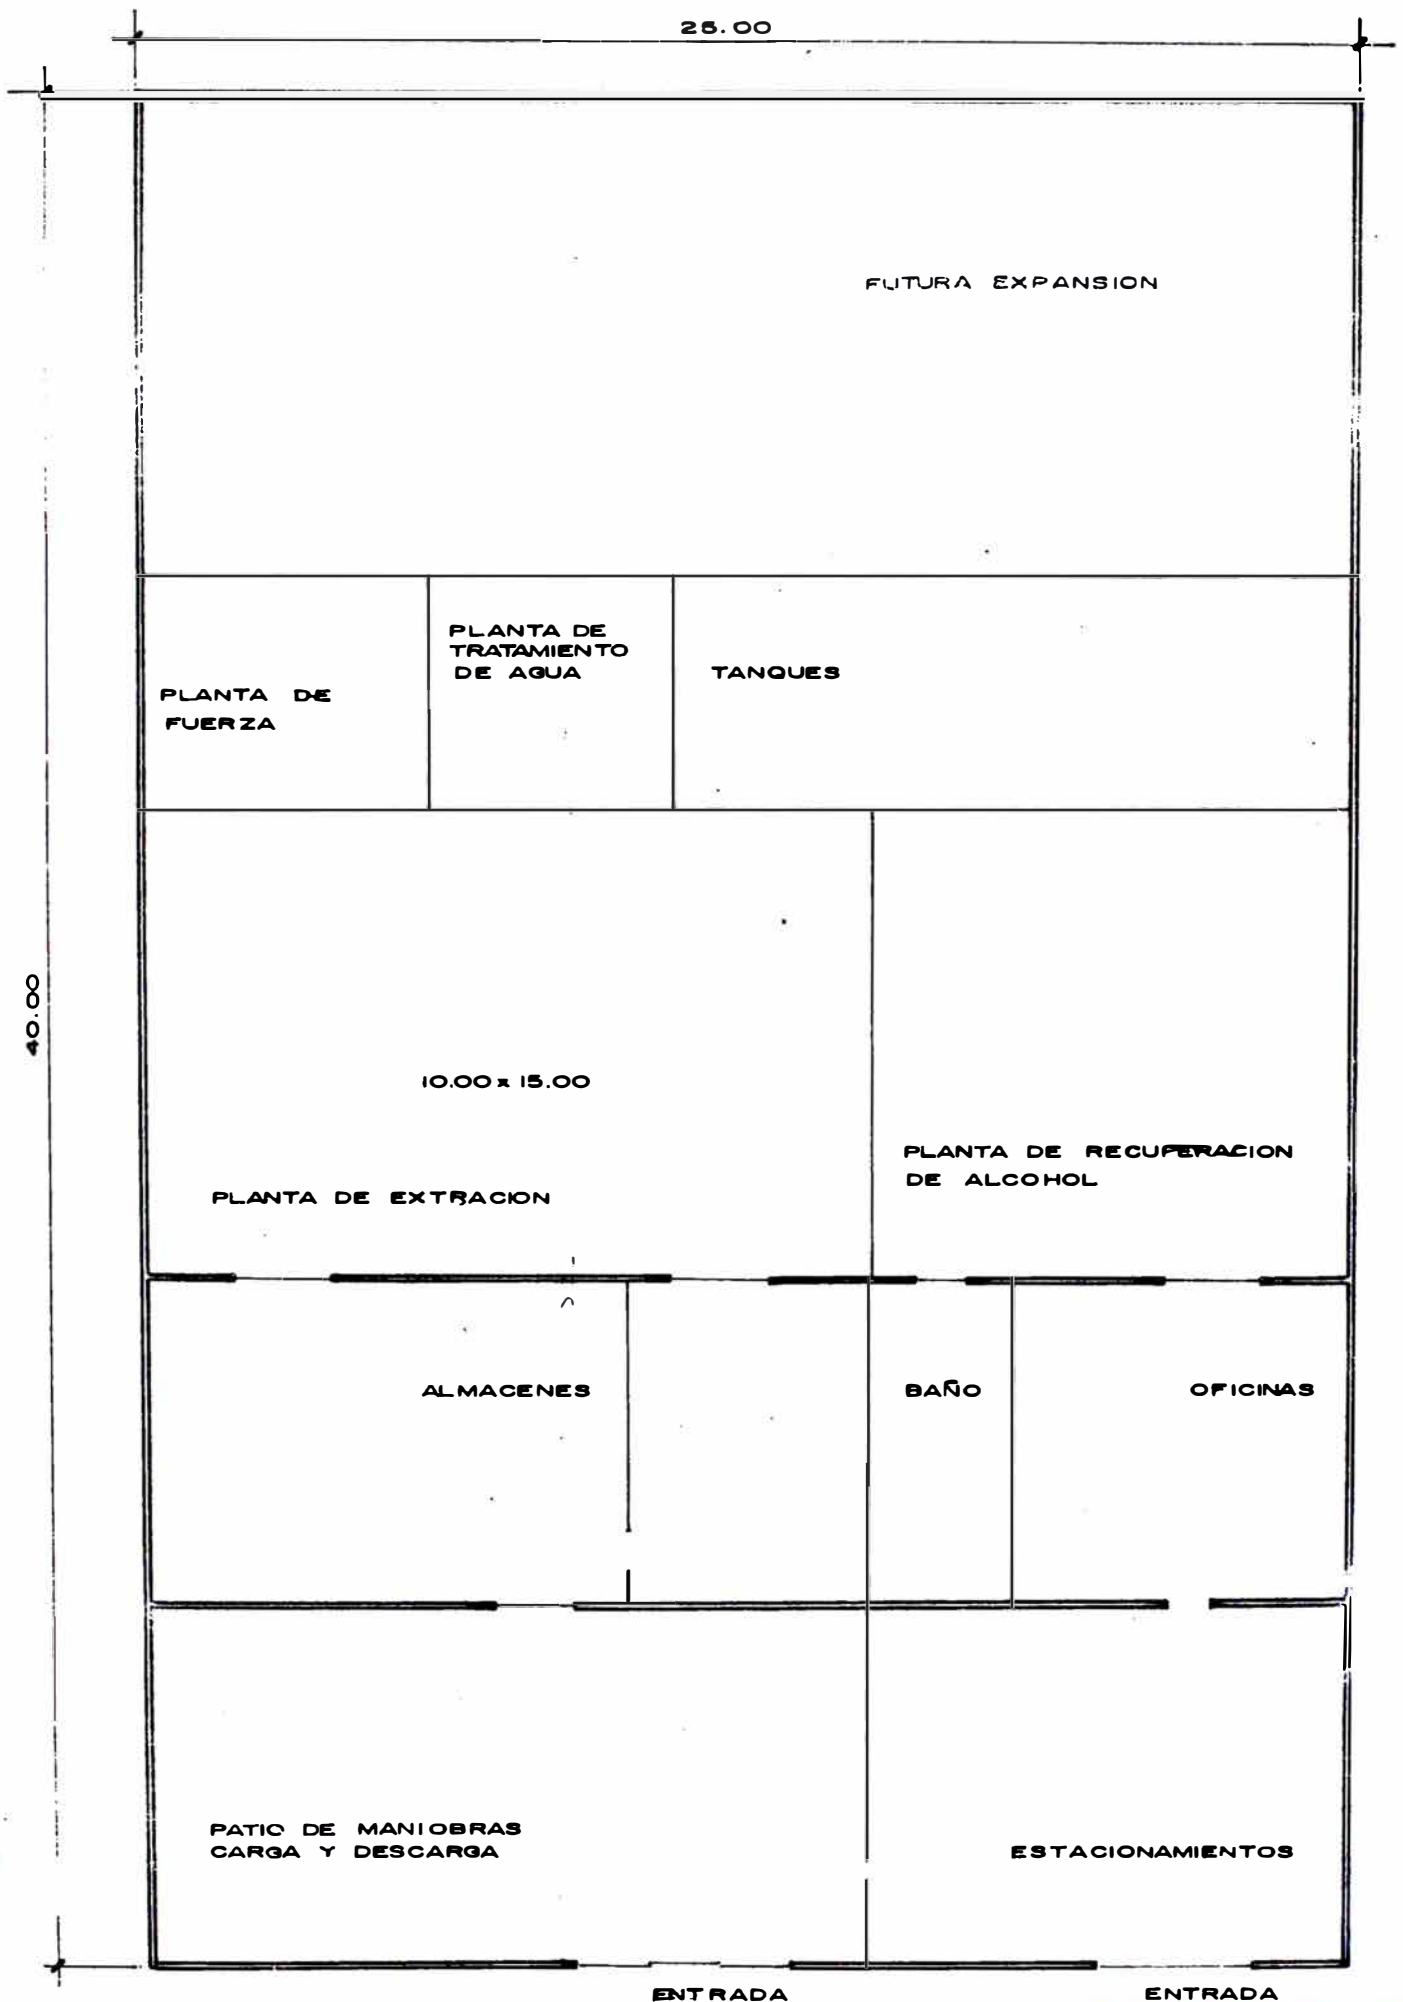 25.00
FUTURA EXPANSION
PLANTA DE
TRATAMIENTO
DE AGUA
TANQUES
PLANTA DE
FUERZA
40.00
10.00 x 15.00
PLANTA DE RECUPERACION
DE ALCOHOL
PLANTA DE EXTRACION
ALMACENES
BAÑO
OFICINAS
PATIO DE MANIOBRAS
CARGA Y DESCARGA
ESTACIONAMIENTOS
ENTRADA
ENTRADA